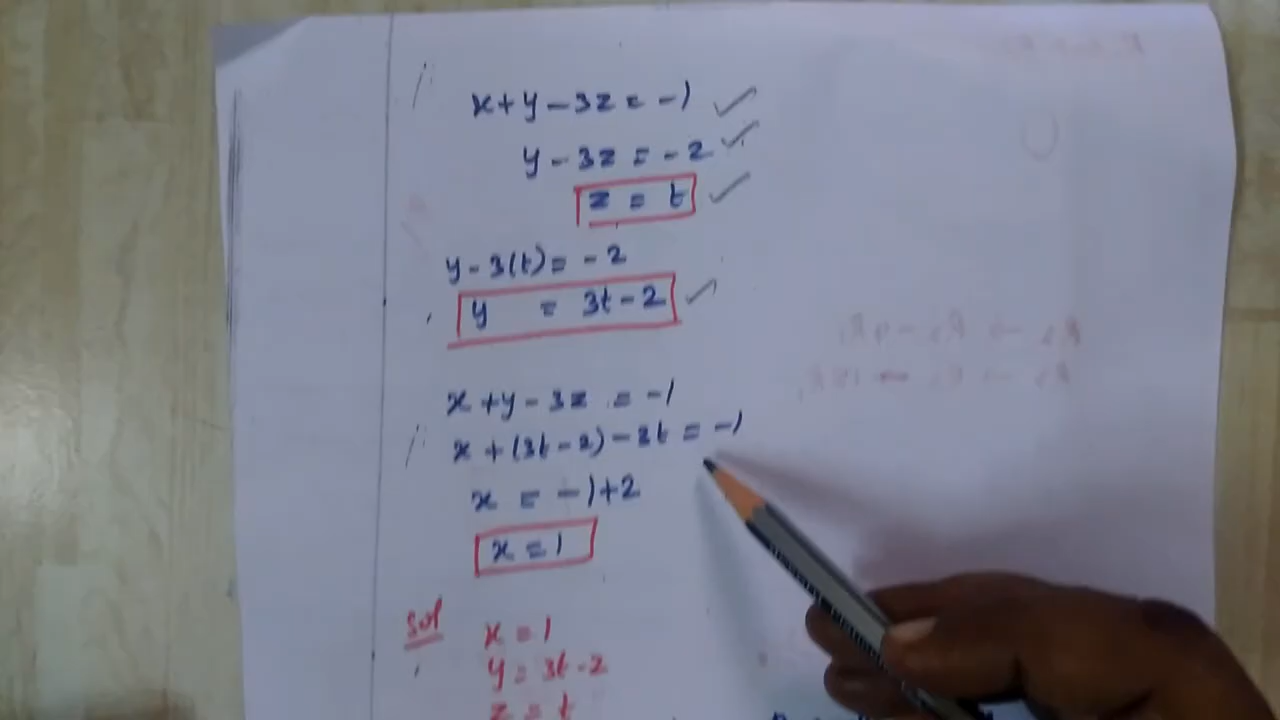 x+y-3z = -1
y-3z = -2
z = t
y-3(t) = -2
y = 3t-2
x+y-3z = -1
x+(3t-2)-3t = -1
x = -1+2
x = 1
Sol
x = 1
y = 3t-2
z = t